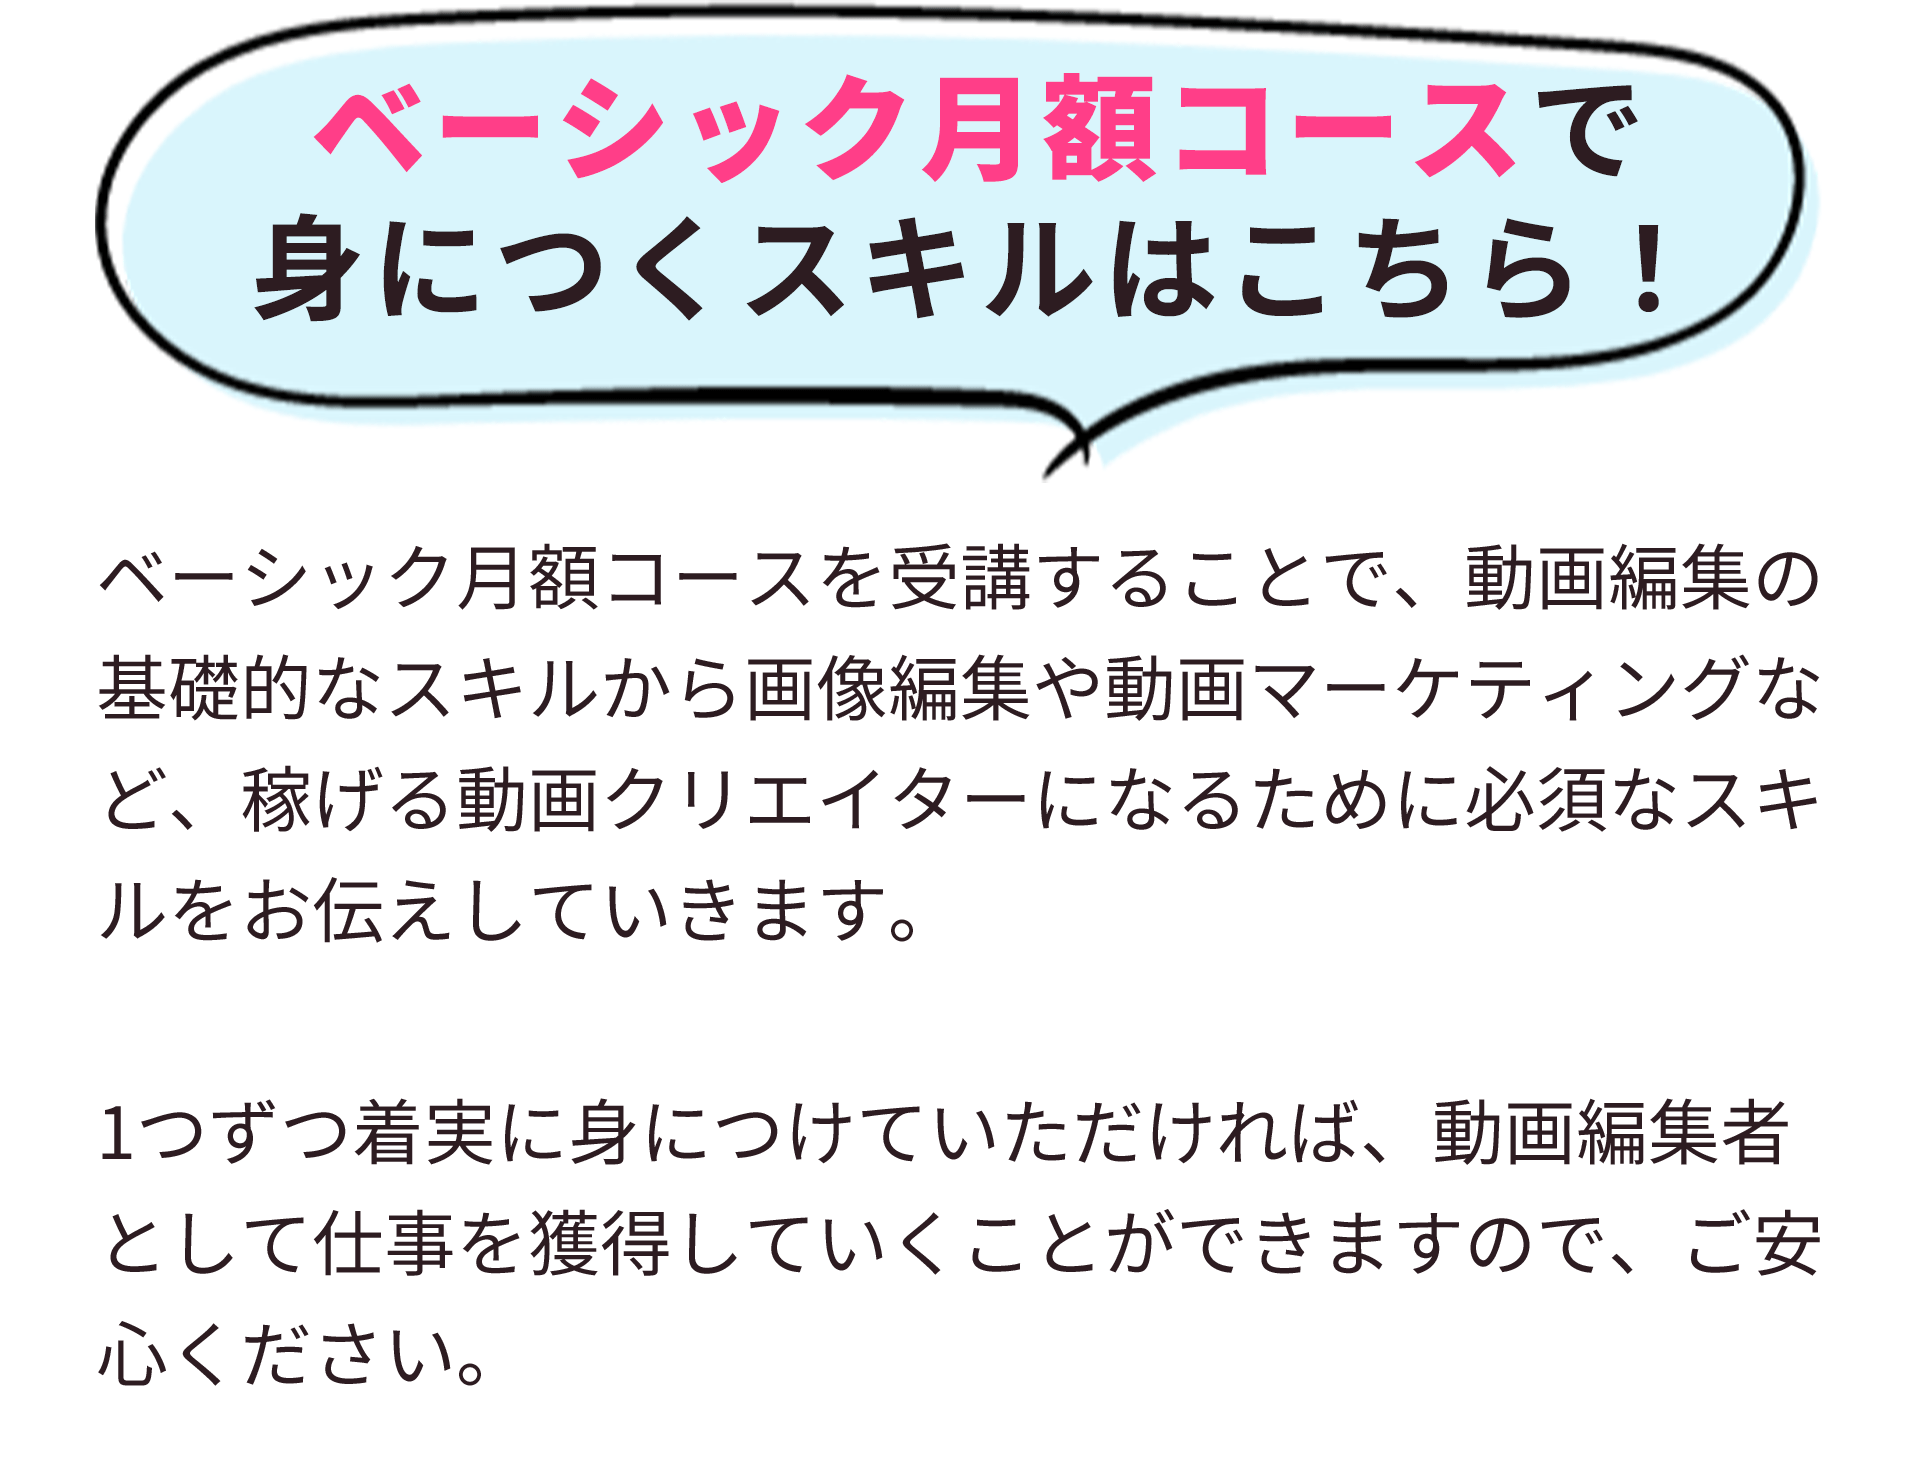 ベーシック月額コースで
身につくスキルはこちら！
ベーシック月額コースを受講することで、動画編集の
基礎的なスキルから画像編集や動画マーケティングな
ど、稼げる動画クリエイターになるために必須なスキ
ルをお伝えしていきます。
1つずつ着実に身につけていただければ、動画編集者
として仕事を獲得していくことができますので、ご安
心ください。